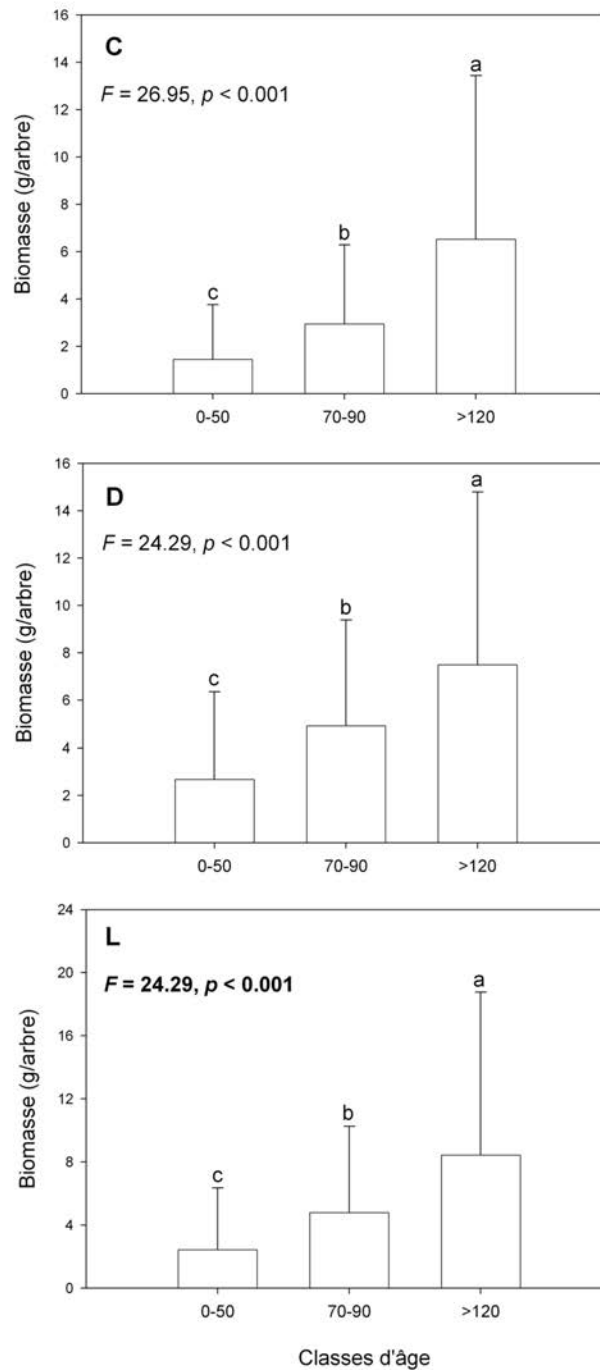 16
C
a
14
F = 26.95, p < 0.001
12
10
Biomasse (g/arbre)
8
b
6
c
4
2
0
0-50 70-90 >120
16
D
a
14
F = 24.29, p < 0.001
12
10
Biomasse (g/arbre)
b
8
c
6
4
2
0
0-50 70-90 >120
24
L
F = 24.29, p < 0.001
a
20
16
Biomasse (g/arbre)
12
b
8
c
4
0
0-50 70-90 >120
Classes d'âge